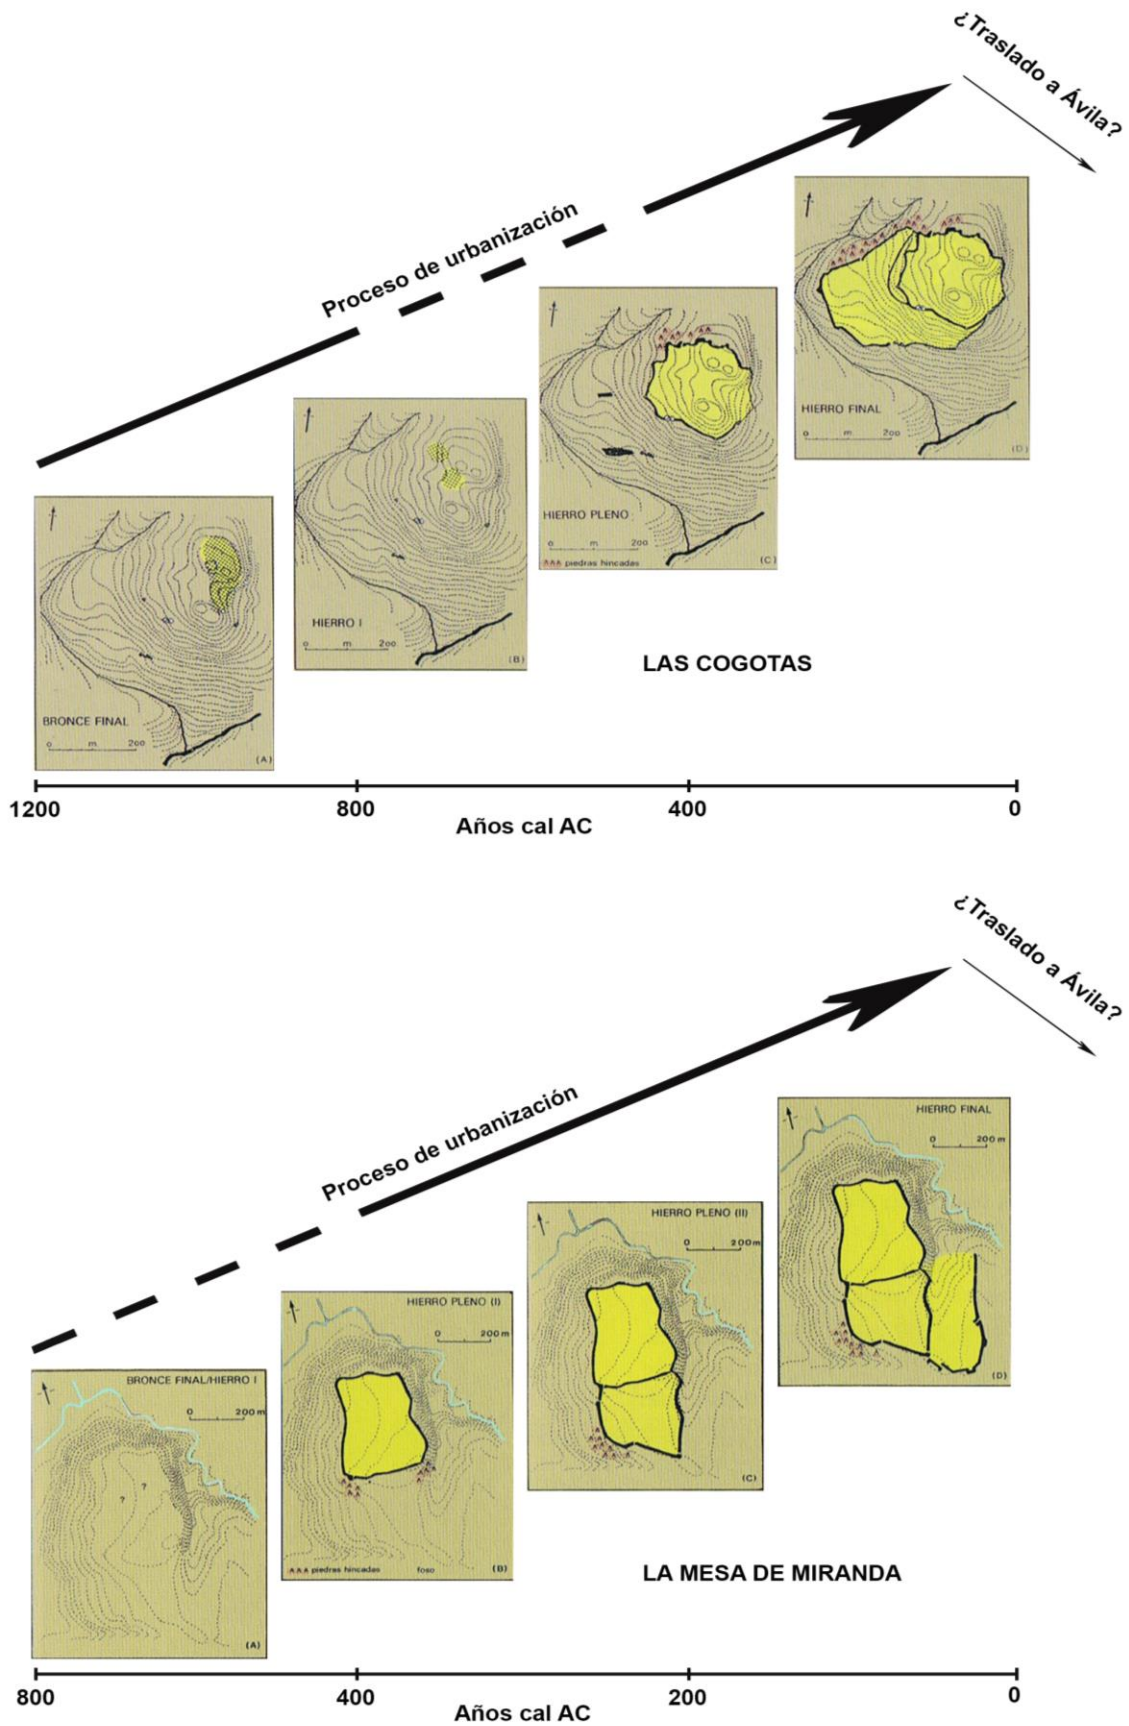 ¿Traslado a Ávila?
Proceso de urbanización
HIERRO FINAL
0 m 200
(D)
HIERRO PLENO
0 m 200
(C)
piedras hincadas
HIERRO I
0 m 200
(B)
BRONCE FINAL
0 m 200
(A)
LAS COGOTAS
1200 800 400 0
Años cal AC
¿Traslado a Ávila?
Proceso de urbanización
HIERRO FINAL
0 200 m
(D)
HIERRO PLENO (II)
0 200 m
(C)
HIERRO PLENO (I)
0 200 m
(B)
piedras hincadas foso
BRONCE FINAL/HIERRO I
0 200 m
? ?
(A)
LA MESA DE MIRANDA
800 400 200 0
Años cal AC